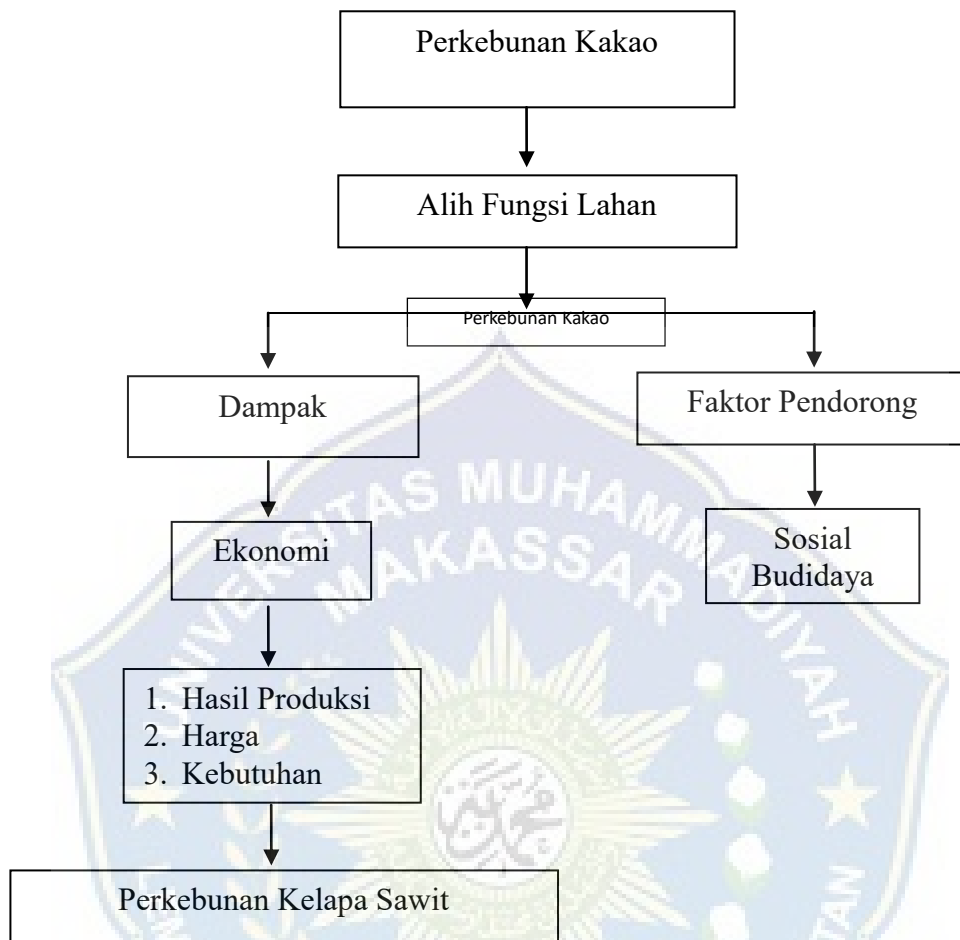 Perkebunan Kakao
Alih Fungsi Lahan
Perkebunan Kakao
Dampak
Faktor Pendorong
UNIVERSITAS MUHAMMADIYAH
MAKASSAR
Ekonomi
Sosial
Budidaya
1. Hasil Produksi
2. Harga
3. Kebutuhan
Perkebunan Kelapa Sawit